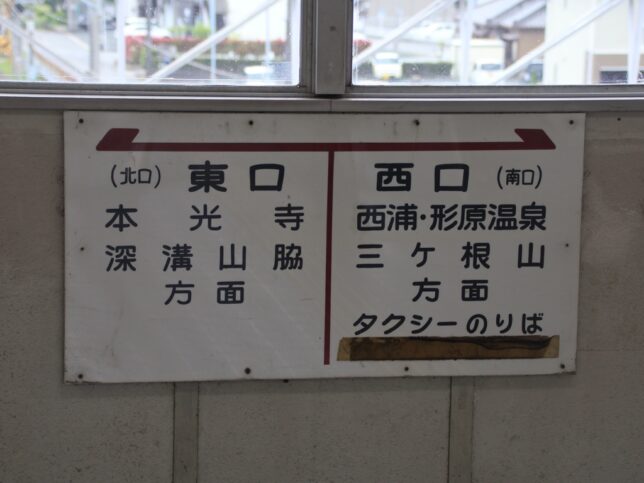 (北口) 東口
本光寺
深溝山脇
方面
西口 (南口)
西浦・形原温泉
三ケ根山
方面
タクシーのりば